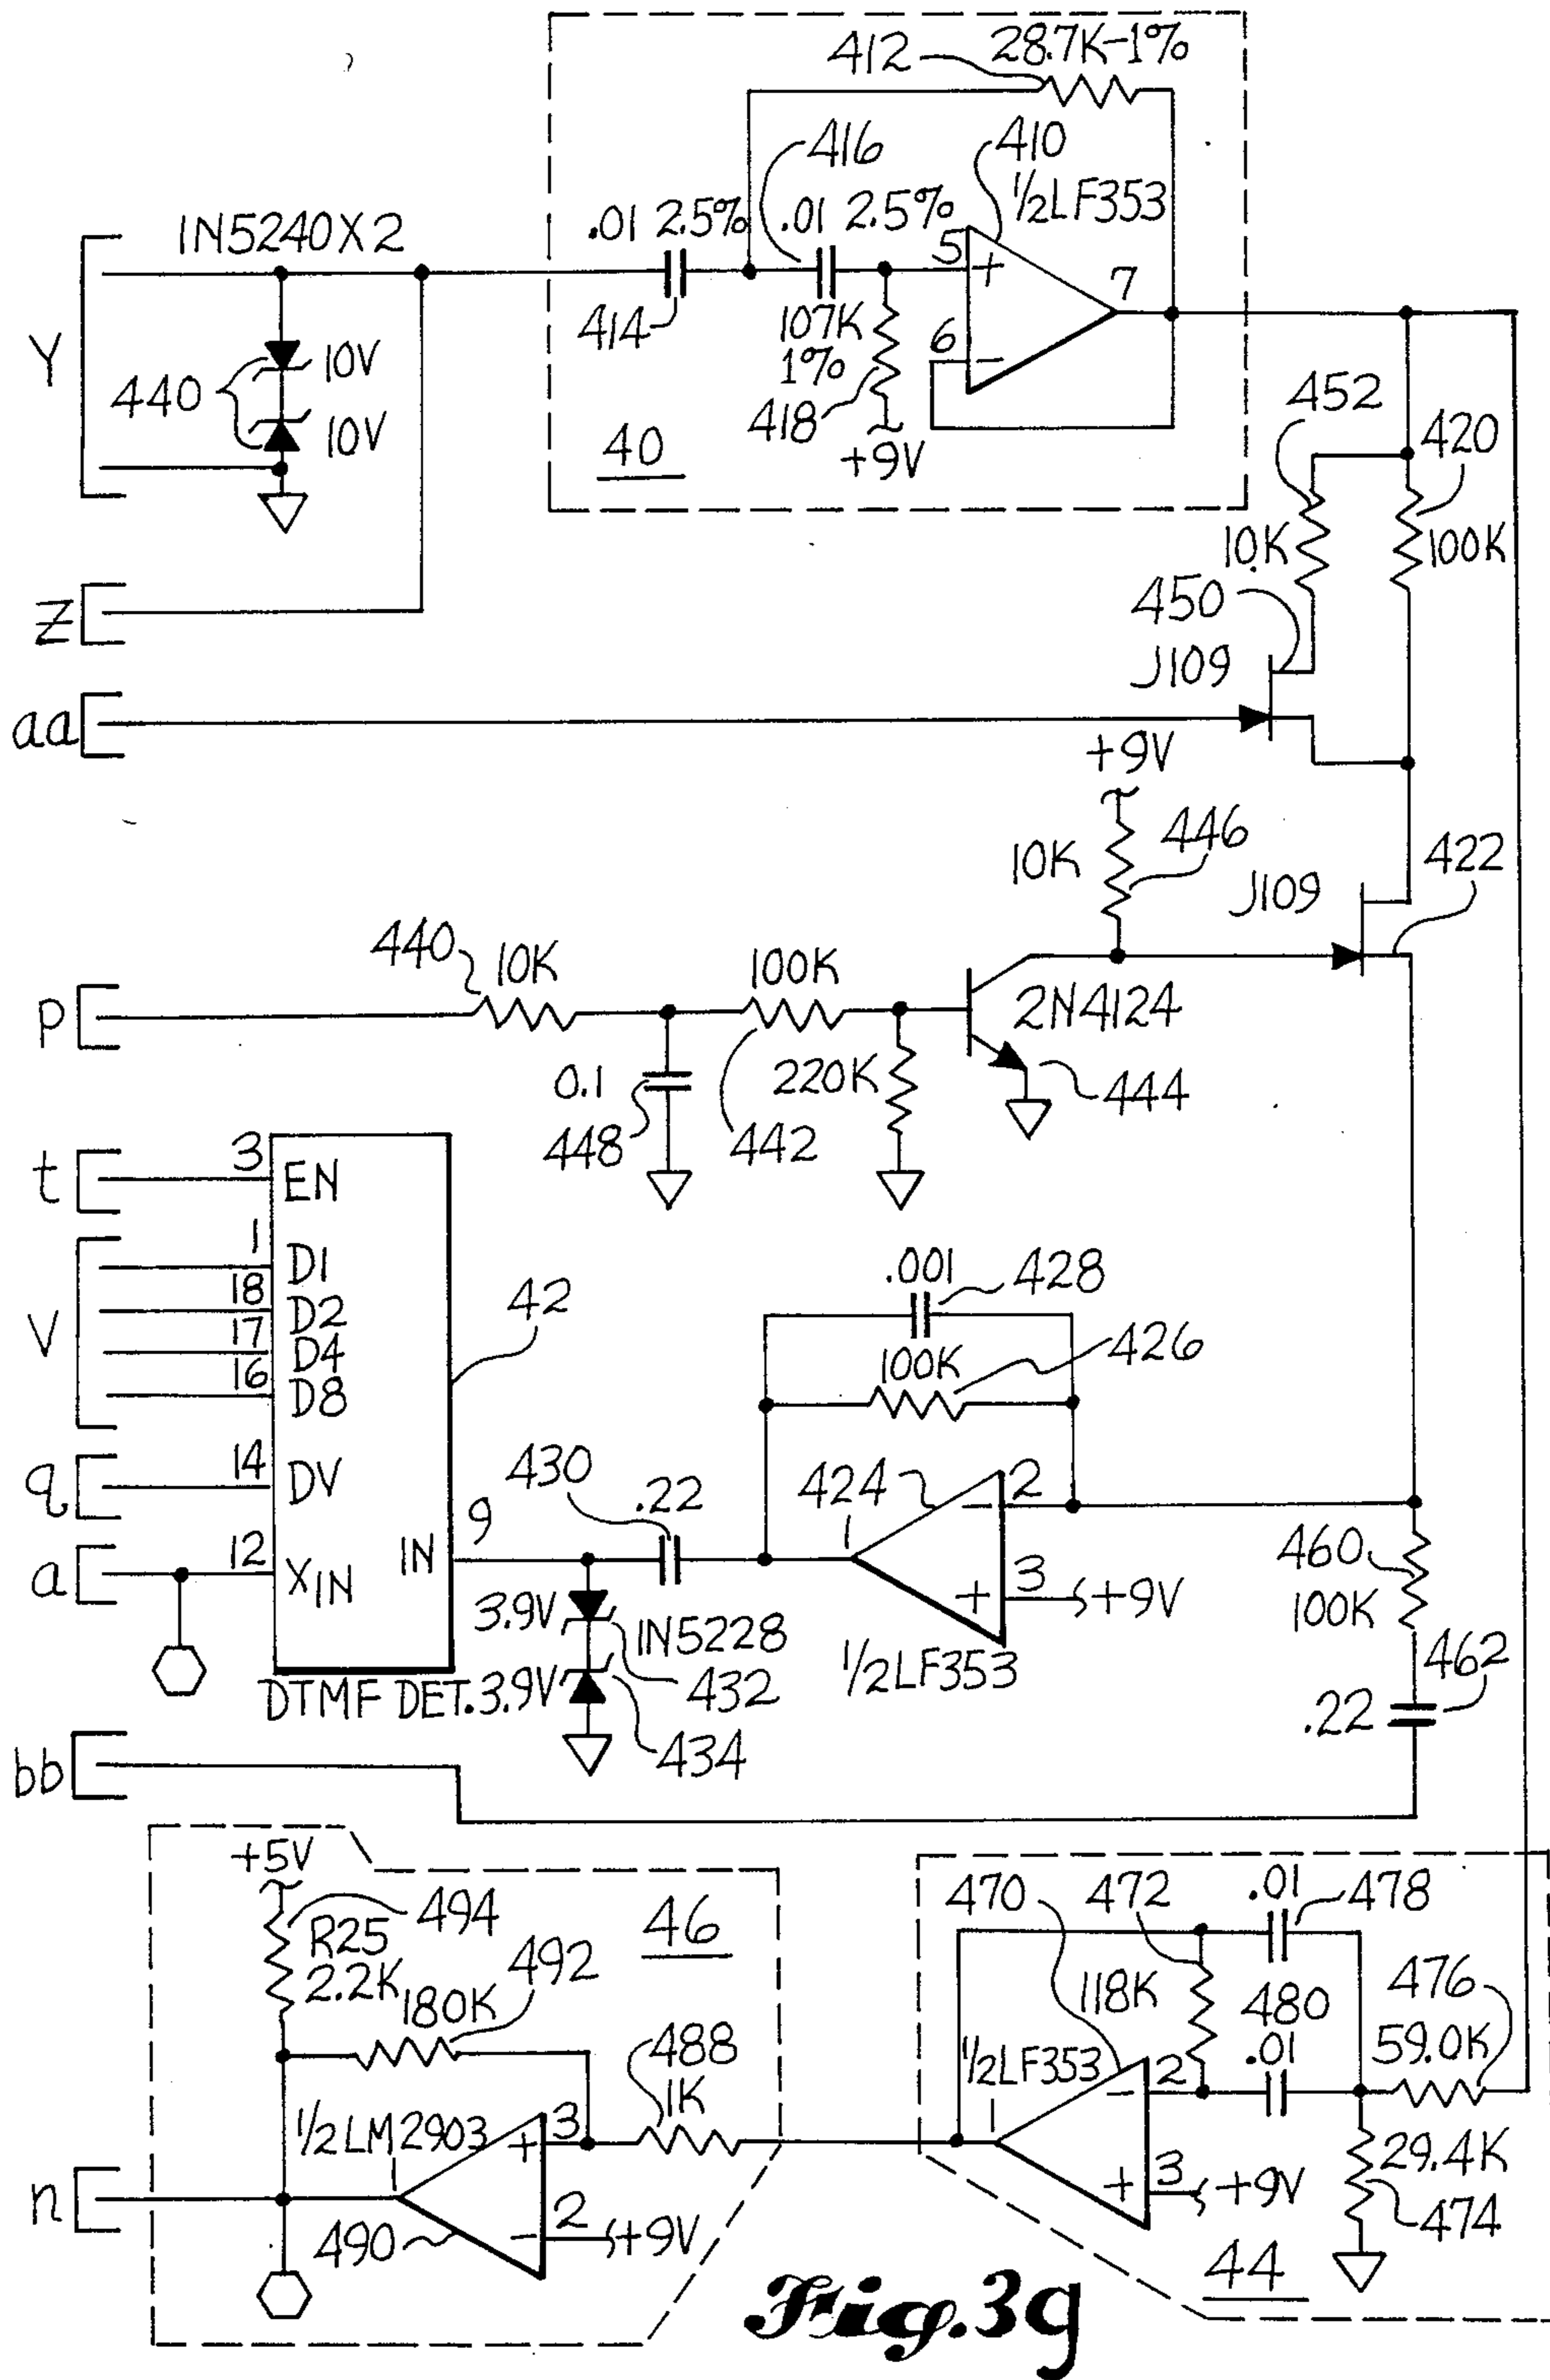 28.7K-1%
412
416
410
1/2LF353
1N5240X2
.01 2.5%
.01 2.5%
5
+
7
Y
414
107K
1%
6
-
440
10V
10V
418
+9V
40
452
420
10K
100K
Z
450
J109
aa
+9V
10K
446
J109
422
440
10K
100K
2N4124
p
0.1
448
220K
442
444
t
3
EN
V
1
D1
18
D2
17
D4
16
D8
42
.001
428
100K
426
q
14
DV
430
.22
424
-
2
1
9
IN
a
12
XIN
+
3
+9V
460
100K
3.9V
1N5228
432
1/2LF353
462
.22
DTMF DET.
3.9V
434
bb
+5V
494
R25
2.2K
46
492
180K
470
472
.01
478
118K
480
476
59.0K
488
1K
1/2LF353
.01
-
2
1
1/2LM2903
+
3
1
n
490
-
2
+9V
+
3
+9V
29.4K
474
44
Fig.3g